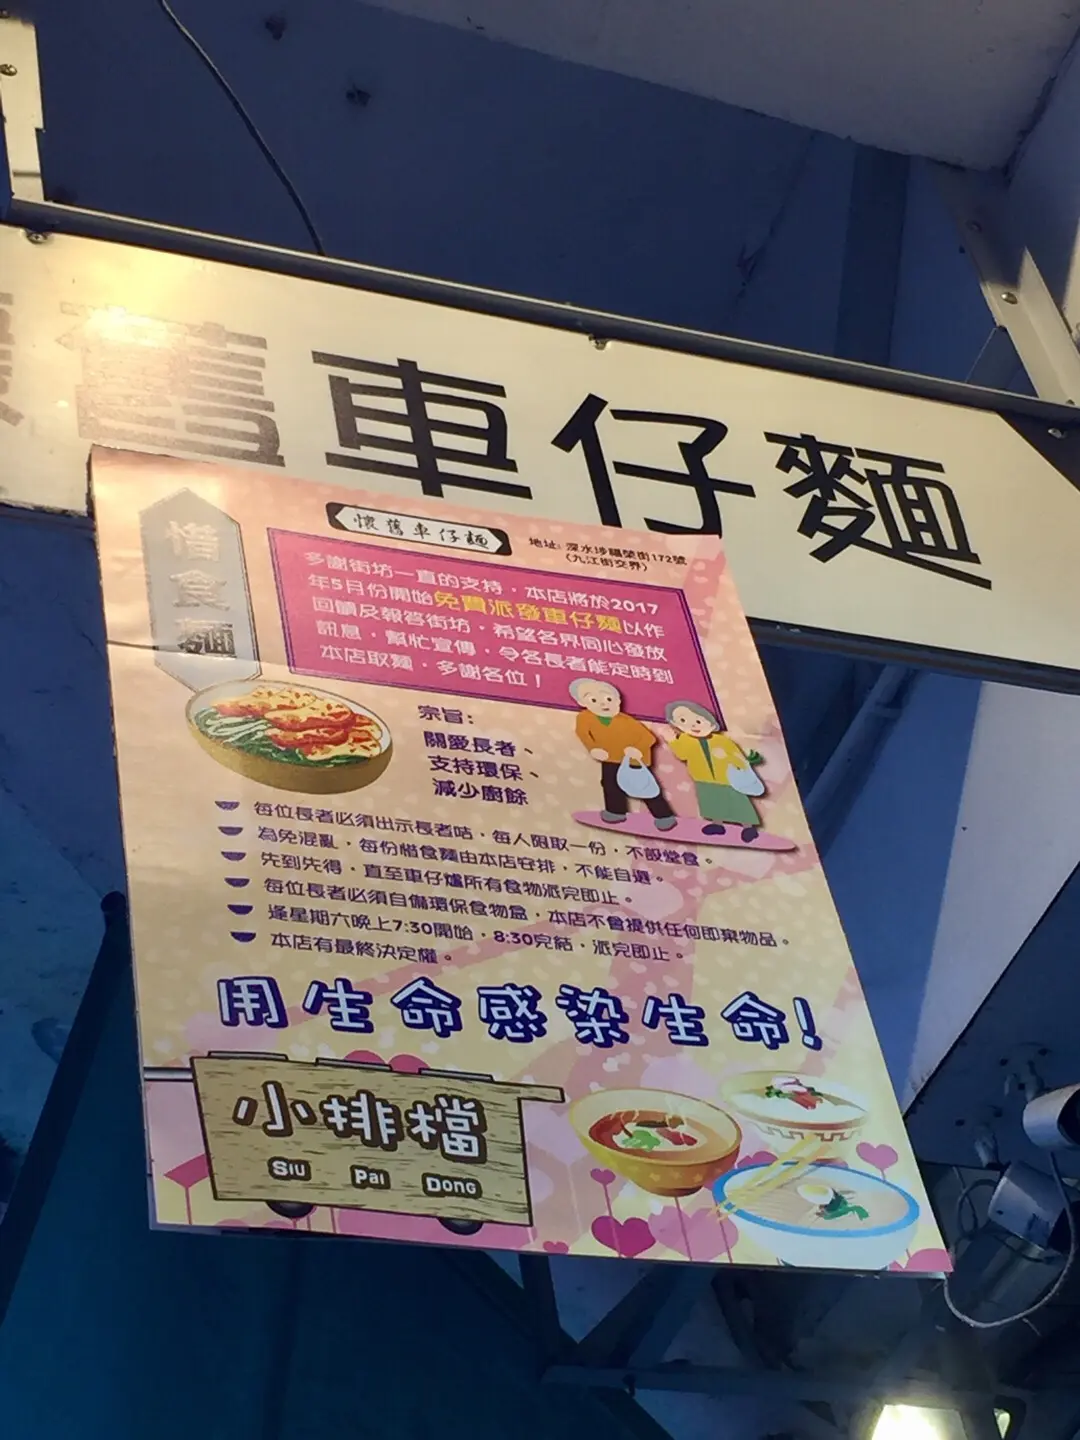 舊車仔麵
惜食麵
懷舊車仔麵
地址: 深水埗福榮街172號
(九江街交界)
多謝街坊一直的支持，本店將於2017
年5月份開始免費派發車仔麵以作
回饋及報答街坊，希望各界同心發放
訊息，幫忙宣傳，令各長者能定時到
本店取麵，多謝各位！
宗旨:
關愛長者、
支持環保、
減少廚餘
每位長者必須出示長者咭，每人限取一份，不設堂食。
為免混亂，每份惜食麵由本店安排，不能自選。
先到先得，直至車仔爐所有食物派完即止。
每位長者必須自備環保食物盒，本店不會提供任何即棄物品。
逢星期六晚上7:30開始，8:30完結，派完即止。
本店有最終決定權。
用生命感染生命!
小排檔
Siu Pai Dong